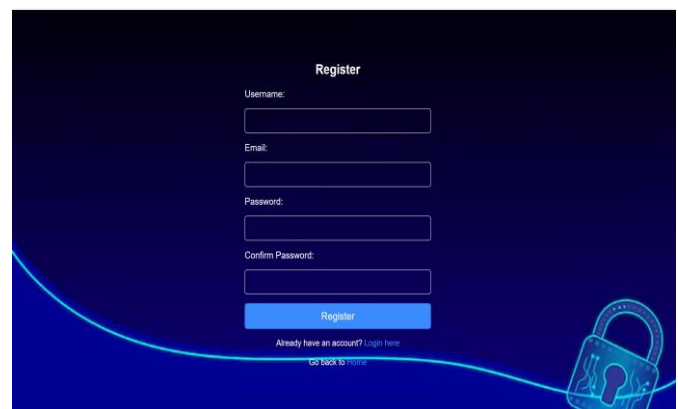 Register
Username:
Email:
Password:
Confirm Password:
Register
Already have an account? Login here
Go back to Home